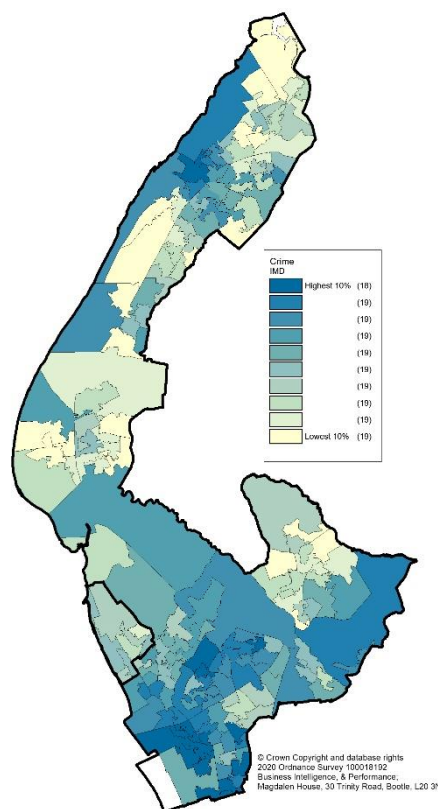 Crime
IMD
Highest 10% (18)
(19)
(19)
(19)
(19)
(19)
(19)
(19)
(19)
Lowest 10% (19)
© Crown Copyright and database rights
2020 Ordnance Survey 100018192
Business Intelligence, & Performance,
Magdalen House, 30 Trinity Road, Bootle, L20 3N